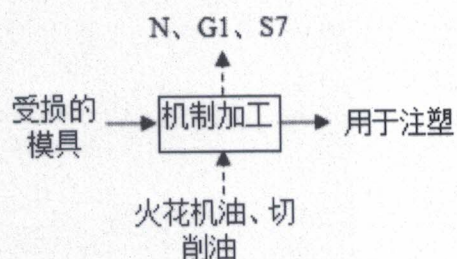 N、G1、S7
受损的
模具
机制加工
用于注塑
火花机油、切
削油